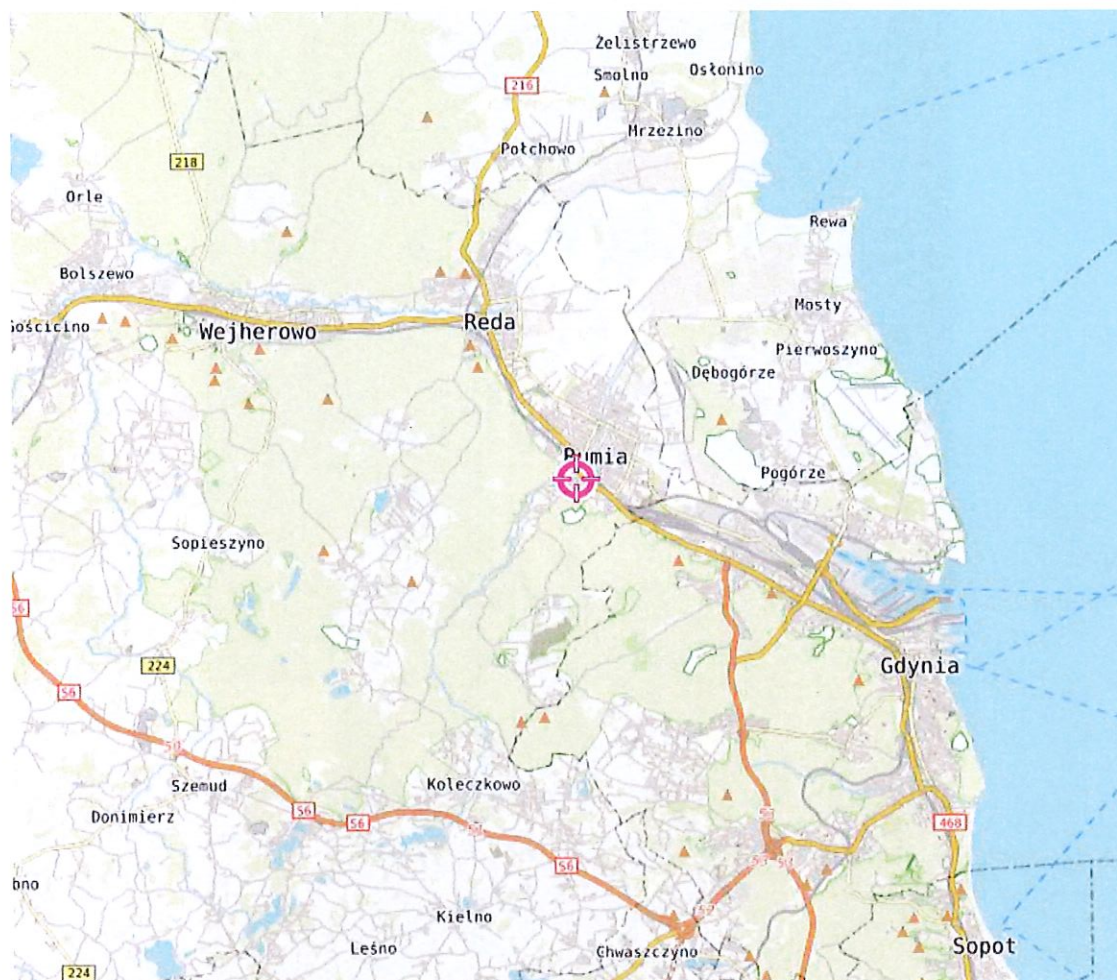 Żelistrzewo
Smolno
Osłonino
216
Mrzezino
Połchowo
218
Orle
Rewa
Bolszewo
Mosty
Gościcino
Wejherowo
Reda
Pierwoszyno
Dębogórze
Rumia
Pogórze
Sopieszyno
S6
224
Gdynia
S6
Szemud
Koleczkowo
Donimierz
S6
S6
468
S6
Kielno
Leśno
Chwaszczyno
Sopot
224